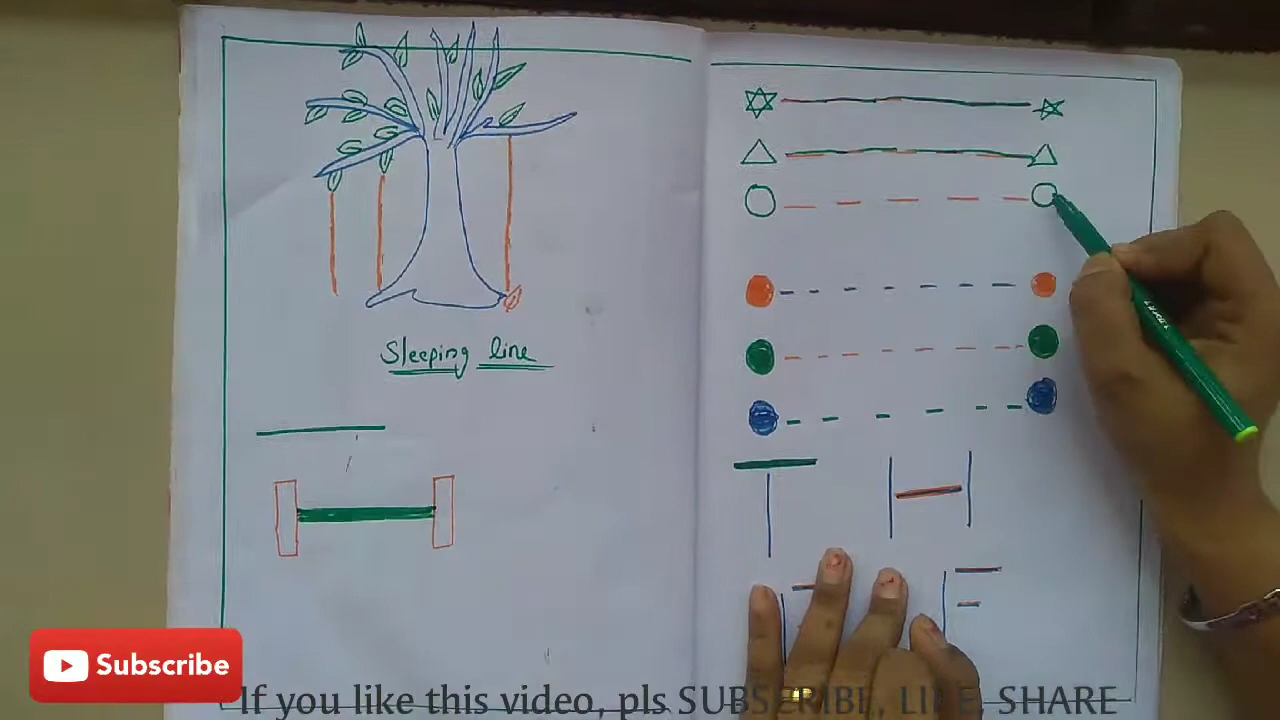 Sleeping line
T H
Subscribe
If you like this video, pls SUBSCRIBE, LIKE, SHARE